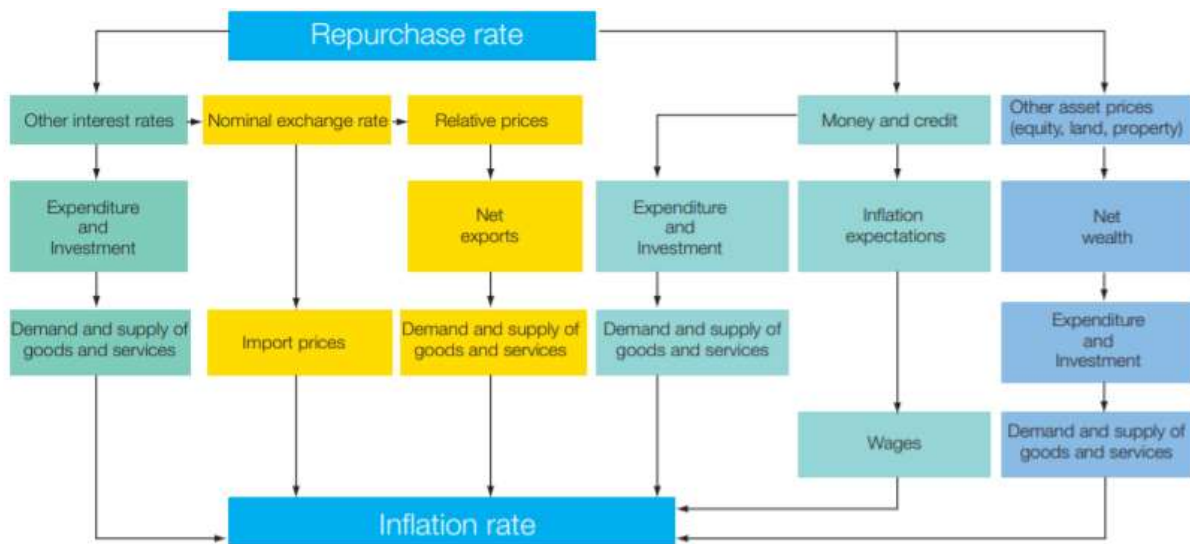 Repurchase rate
Other interest rates
Nominal exchange rate
Relative prices
Money and credit
Other asset prices
(equity, land, property)
Expenditure
and
Investment
Net
exports
Expenditure
and
Investment
Inflation
expectations
Net
wealth
Demand and supply of
goods and services
Import prices
Demand and supply of
goods and services
Demand and supply of
goods and services
Expenditure
and
Investment
Wages
Demand and supply of
goods and services
Inflation rate